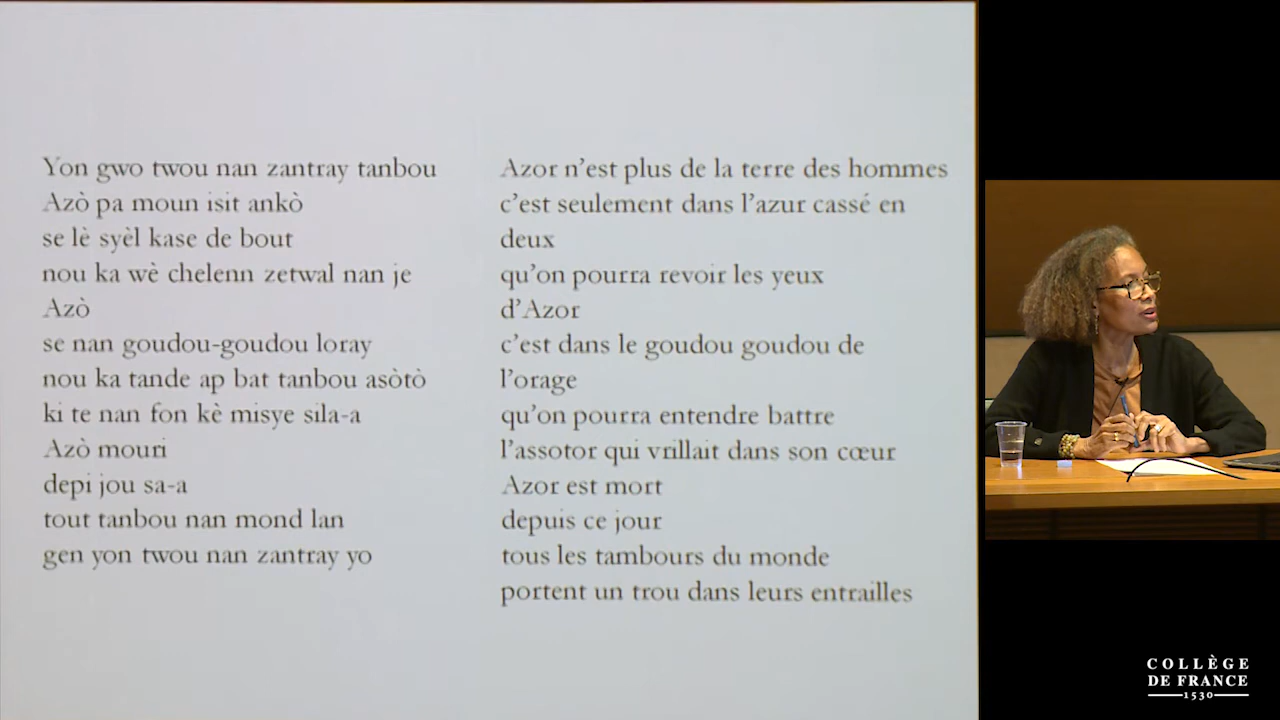 Yon gwo twou nan zantray tanbou
Azò pa moun isit ankò
se lè syèl kase de bout
nou ka wè chelenn zetwal nan je
Azò
se nan goudou-goudou loray
nou ka tande ap bat tanbou asòtò
ki te nan fon kè misye sila-a
Azò mouri
depi jou sa-a
tout tanbou nan mond lan
gen yon twou nan zantray yo
Azor n'est plus de la terre des hommes
c'est seulement dans l'azur cassé en
deux
qu'on pourra revoir les yeux
d'Azor
c'est dans le goudou goudou de
l'orage
qu'on pourra entendre battre
l'assotor qui vrillait dans son cœur
Azor est mort
depuis ce jour
tous les tambours du monde
portent un trou dans leurs entrailles
COLLÈGE
DE FRANCE
1530